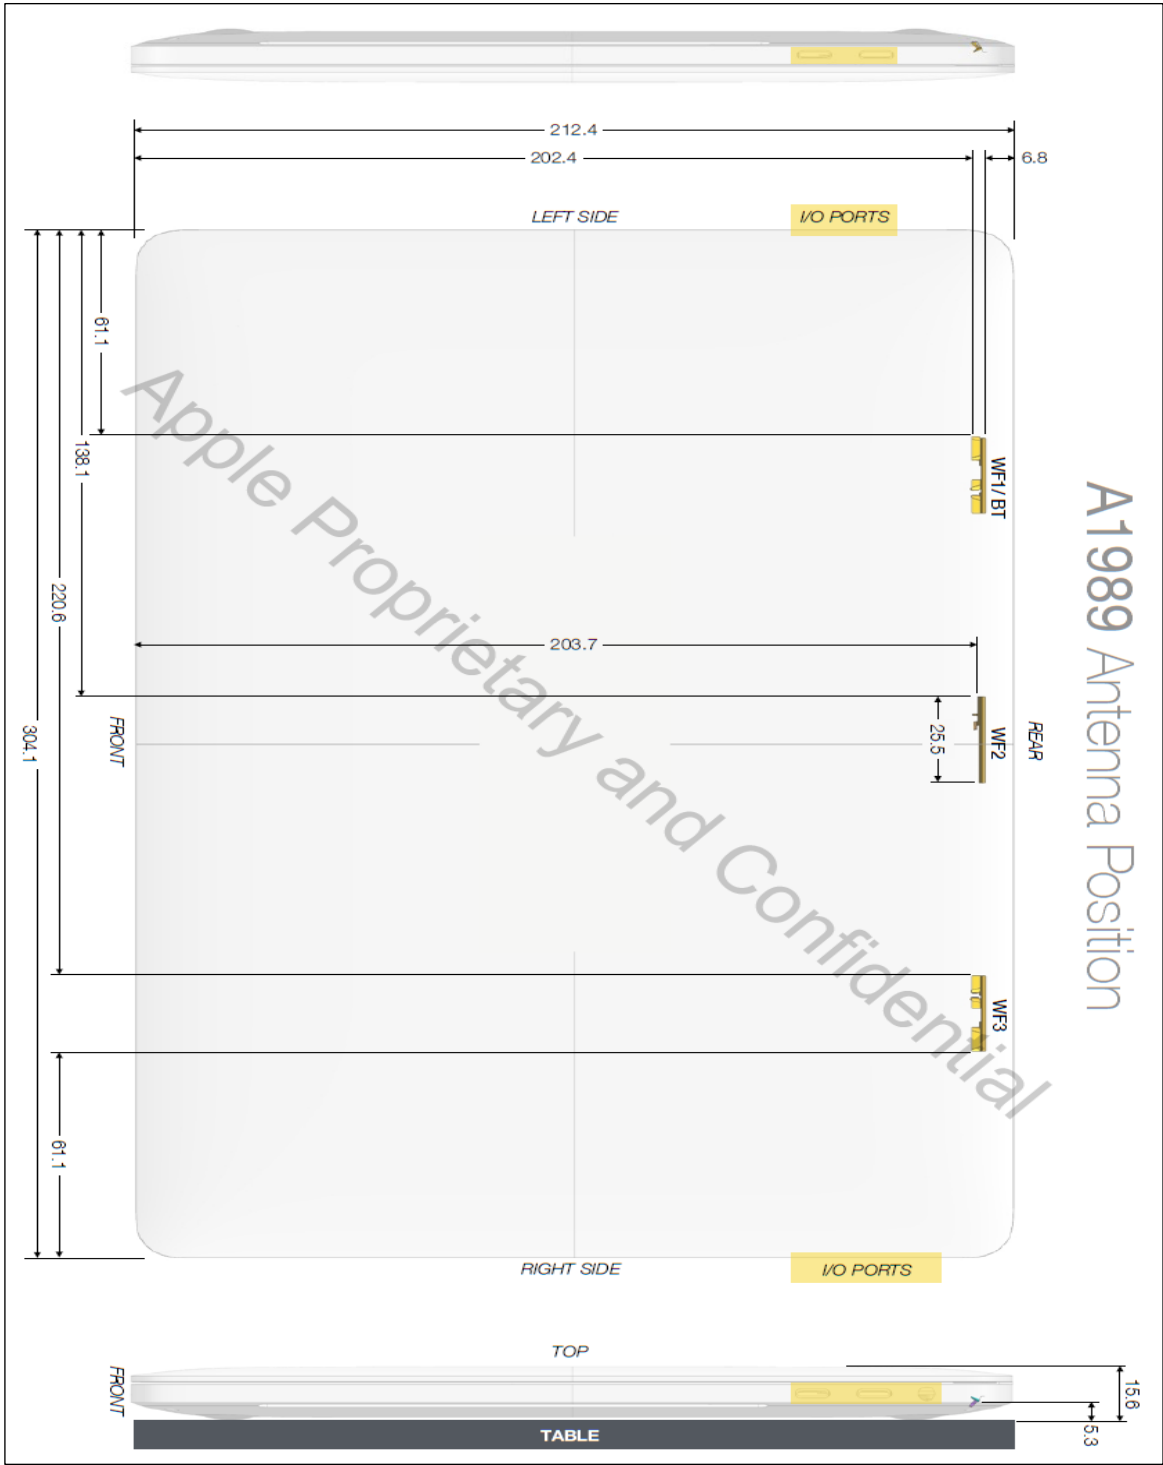 212.4
202.4
6.8
LEFT SIDE
I/O PORTS
61.1
138.1
220.6
304.1
WF1/ BT
203.7
FRONT
25.5
WF2
REAR
A1989 Antenna Position
WF3
61.1
Apple Proprietary and Confidential
RIGHT SIDE
I/O PORTS
TOP
FRONT
15.6
5.3
TABLE